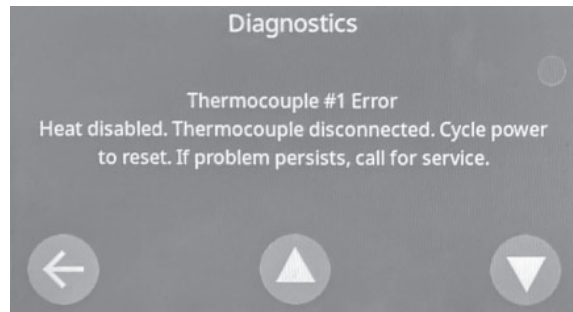 Diagnostics
Thermocouple #1 Error
Heat disabled. Thermocouple disconnected. Cycle power
to reset. If problem persists, call for service.